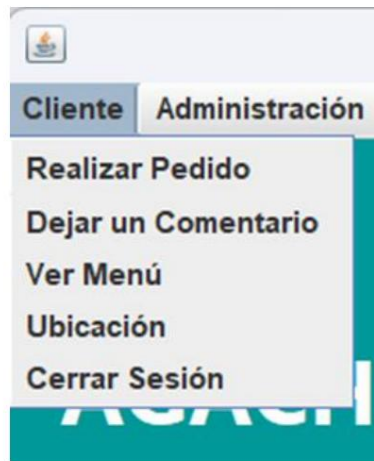 Cliente Administración
Realizar Pedido
Dejar un Comentario
Ver Menú
Ubicación
Cerrar Sesión